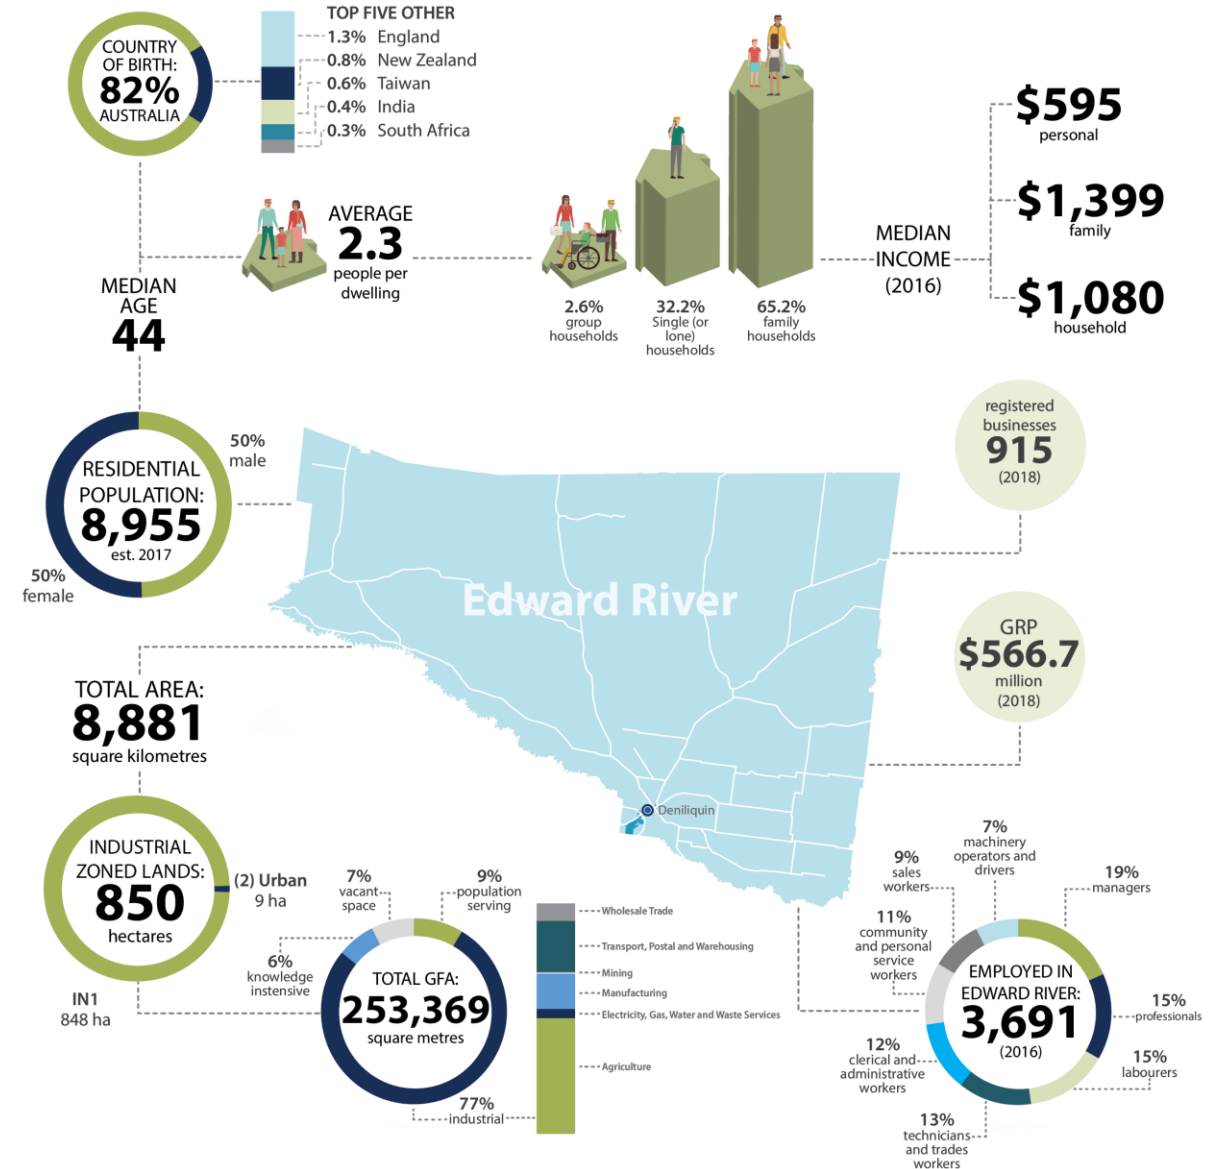 COUNTRY
OF BIRTH:
82%
AUSTRALIA
TOP FIVE OTHER
1.3% England
0.8% New Zealand
0.6% Taiwan
0.4% India
0.3% South Africa
AVERAGE
2.3
people per
dwelling
2.6%
group
households
32.2%
Single (or
lone)
households
65.2%
family
households
MEDIAN
INCOME
(2016)
$595
personal
$1,399
family
$1,080
household
MEDIAN
AGE
44
RESIDENTIAL
POPULATION:
8,955
est. 2017
50%
male
50%
female
Edward River
Deniliquin
registered
businesses
915
(2018)
GRP
$566.7
million
(2018)
TOTAL AREA:
8,881
square kilometres
INDUSTRIAL
ZONED LANDS:
850
hectares
(2) Urban
9 ha
IN1
848 ha
TOTAL GFA:
253,369
square metres
7%
vacant
space
9%
population
serving
6%
knowledge
instensive
77%
industrial
Wholesale Trade
Transport, Postal and Warehousing
Mining
Manufacturing
Electricity, Gas, Water and Waste Services
Agriculture
EMPLOYED IN
EDWARD RIVER:
3,691
(2016)
7%
machinery
operators and
drivers
19%
managers
15%
professionals
15%
labourers
13%
technicians
and trades
workers
12%
clerical and
administrative
workers
11%
community
and personal
service
workers
9%
sales
workers